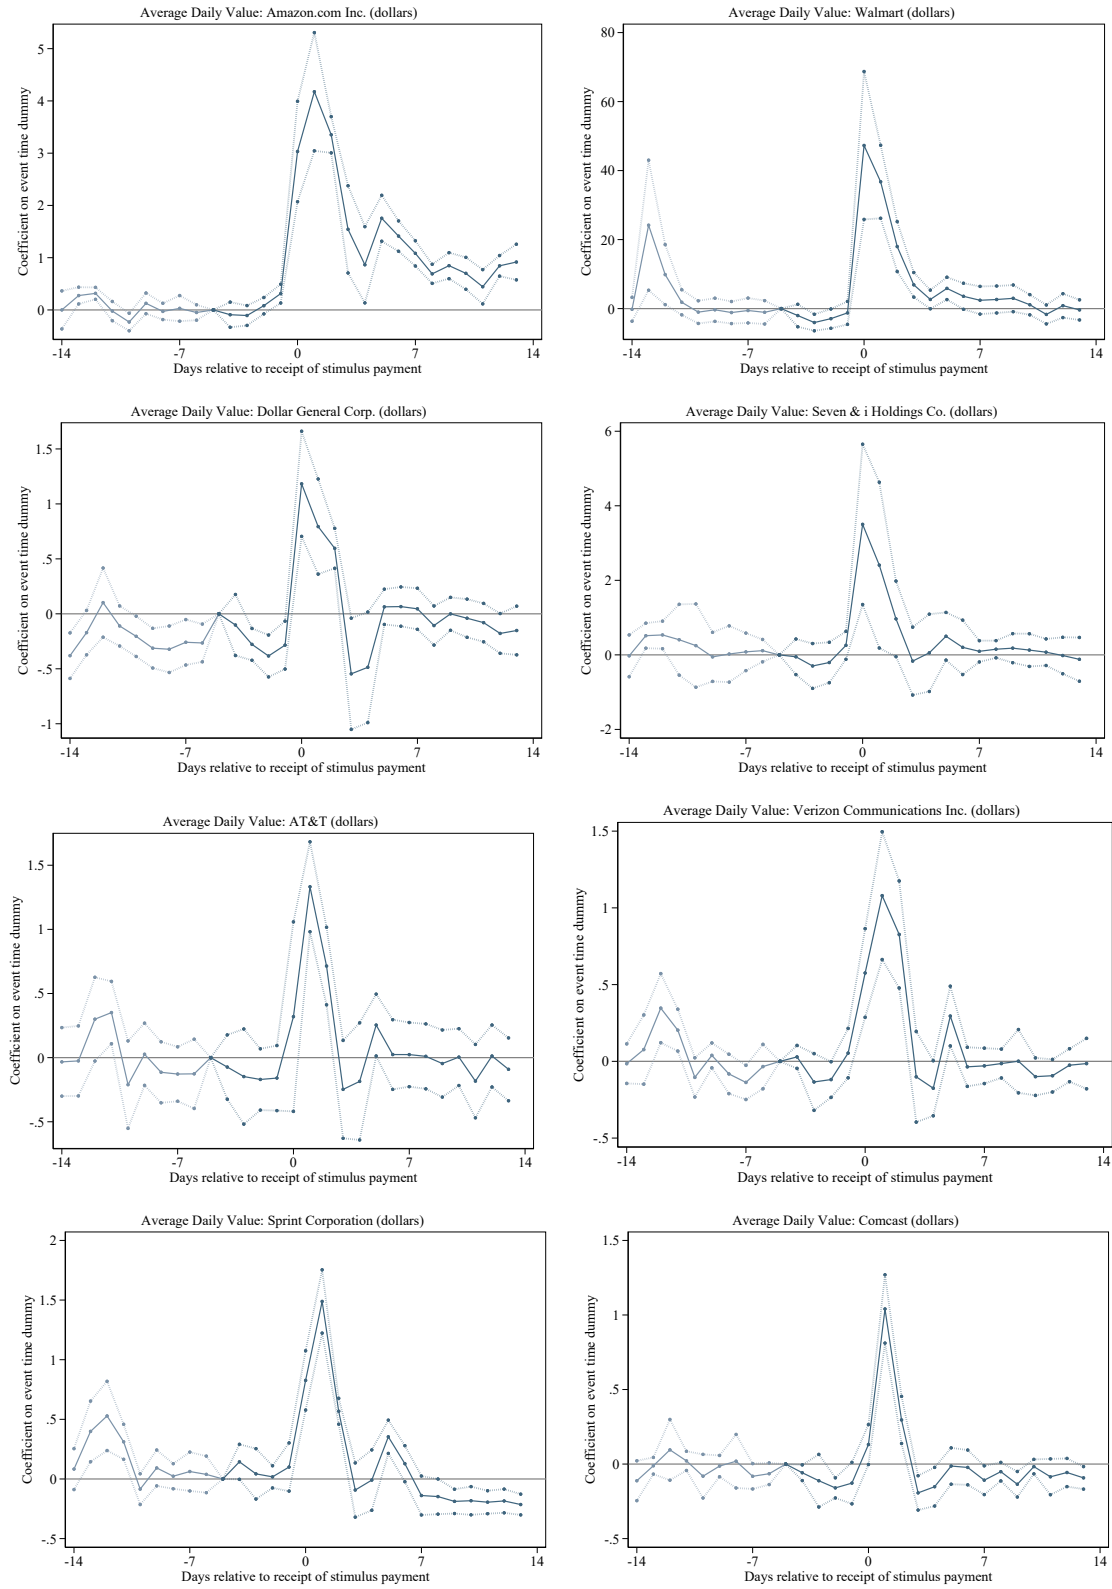 Average Daily Value: Amazon.com Inc. (dollars)
Coefficient on event time dummy
5
4
3
2
1
0
-14 -7 0 7 14
Days relative to receipt of stimulus payment
Average Daily Value: Walmart (dollars)
Coefficient on event time dummy
80
60
40
20
0
-14 -7 0 7 14
Days relative to receipt of stimulus payment
Average Daily Value: Dollar General Corp. (dollars)
Coefficient on event time dummy
1.5
1
.5
0
-.5
-1
-14 -7 0 7 14
Days relative to receipt of stimulus payment
Average Daily Value: Seven & i Holdings Co. (dollars)
Coefficient on event time dummy
6
4
2
0
-2
-14 -7 0 7 14
Days relative to receipt of stimulus payment
Average Daily Value: AT&T (dollars)
Coefficient on event time dummy
1.5
1
.5
0
-.5
-14 -7 0 7 14
Days relative to receipt of stimulus payment
Average Daily Value: Verizon Communications Inc. (dollars)
Coefficient on event time dummy
1.5
1
.5
0
-.5
-14 -7 0 7 14
Days relative to receipt of stimulus payment
Average Daily Value: Sprint Corporation (dollars)
Coefficient on event time dummy
2
1.5
1
.5
0
-.5
-14 -7 0 7 14
Days relative to receipt of stimulus payment
Average Daily Value: Comcast (dollars)
Coefficient on event time dummy
1.5
1
.5
0
-.5
-14 -7 0 7 14
Days relative to receipt of stimulus payment